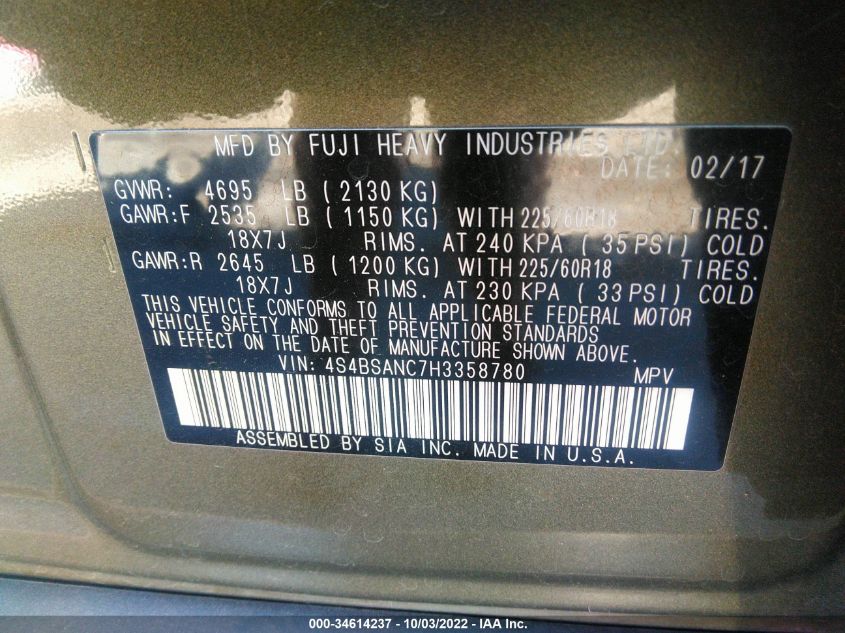 MFD BY FUJI HEAVY INDUSTRIES LTD.
DATE: 02/17
GVWR: 4695 LB ( 2130 KG)
GAWR:F 2535 LB ( 1150 KG) WITH 225/60R18 TIRES.
18X7J RIMS. AT 240 KPA ( 35 PSI) COLD
GAWR:R 2645 LB ( 1200 KG) WITH 225/60R18 TIRES.
18X7J RIMS. AT 230 KPA ( 33 PSI) COLD
THIS VEHICLE CONFORMS TO ALL APPLICABLE FEDERAL MOTOR
VEHICLE SAFETY AND THEFT PREVENTION STANDARDS
IN EFFECT ON THE DATE OF MANUFACTURE SHOWN ABOVE.
VIN: 4S4BSANC7H3358780 MPV
ASSEMBLED BY SIA INC. MADE IN U.S.A.
000-34614237 - 10/03/2022 - IAA Inc.